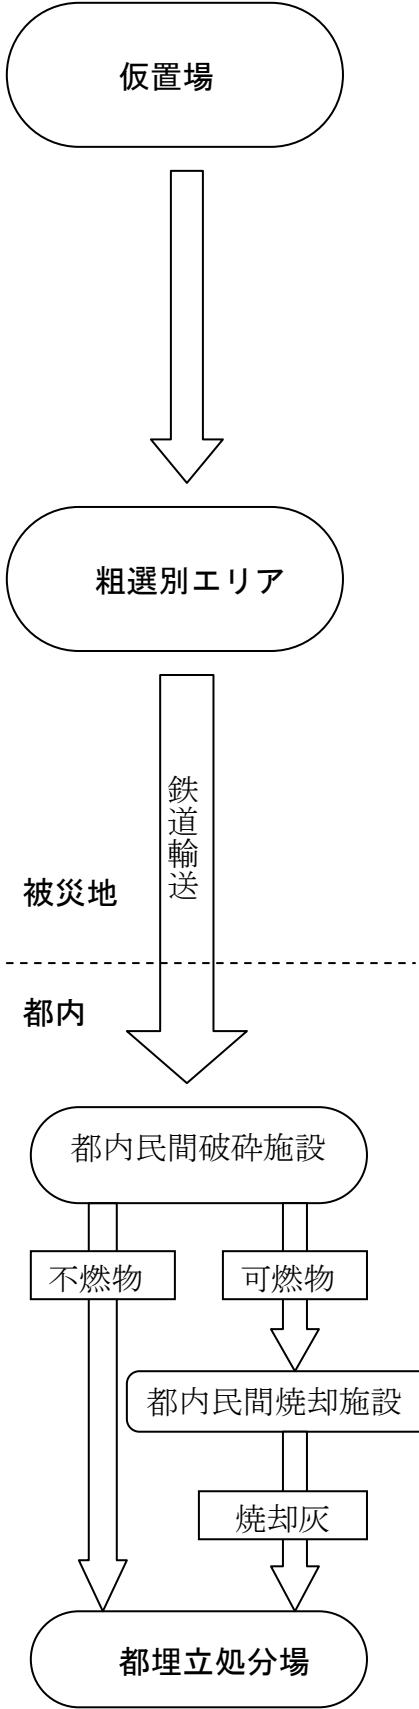 仮置場
粗選別エリア
鉄道輸送
被災地
都内
都内民間破砕施設
不燃物
可燃物
都内民間焼却施設
焼却灰
都埋立処分場